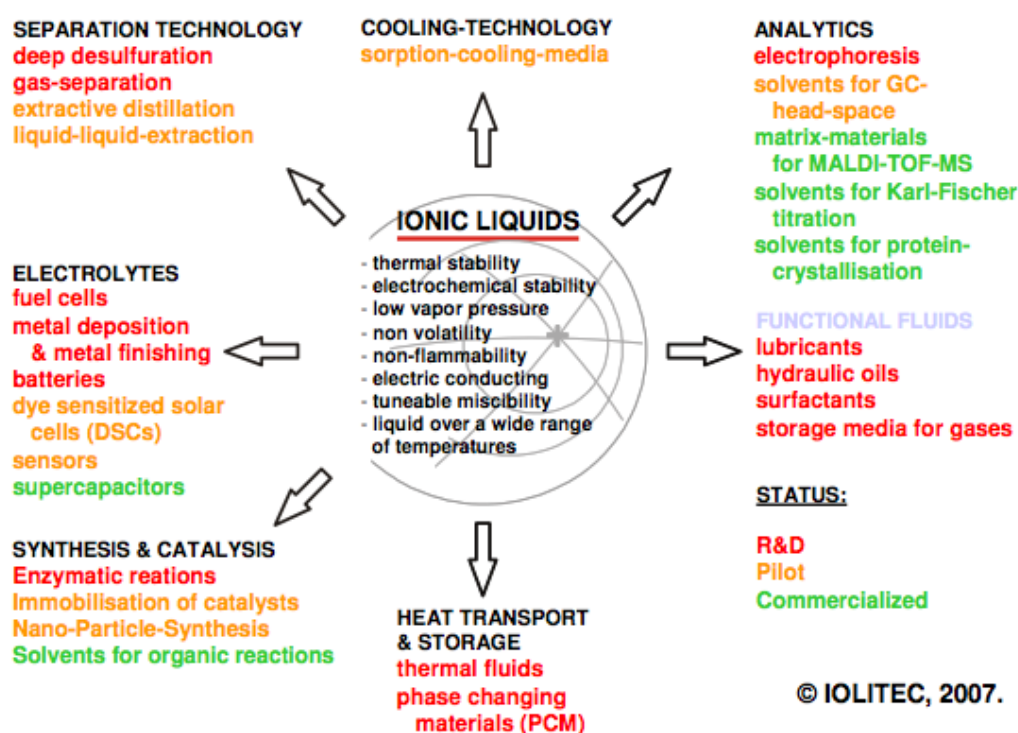 SEPARATION TECHNOLOGY
deep desulfuration
gas-separation
extractive distillation
liquid-liquid-extraction
COOLING-TECHNOLOGY
sorption-cooling-media
ANALYTICS
electrophoresis
solvents for GC-
head-space
matrix-materials
for MALDI-TOF-MS
solvents for Karl-Fischer
titration
solvents for protein-
crystallisation
IONIC LIQUIDS
- thermal stability
- electrochemical stability
- low vapor pressure
- non volatility
- non-flammability
- electric conducting
- tuneable miscibility
- liquid over a wide range
of temperatures
ELECTROLYTES
fuel cells
metal deposition
& metal finishing
batteries
dye sensitized solar
cells (DSCs)
sensors
supercapacitors
FUNCTIONAL FLUIDS
lubricants
hydraulic oils
surfactants
storage media for gases
SYNTHESIS & CATALYSIS
Enzymatic reations
Immobilisation of catalysts
Nano-Particle-Synthesis
Solvents for organic reactions
HEAT TRANSPORT
& STORAGE
thermal fluids
phase changing
materials (PCM)
STATUS:
R&D
Pilot
Commercialized
© IOLITEC, 2007.